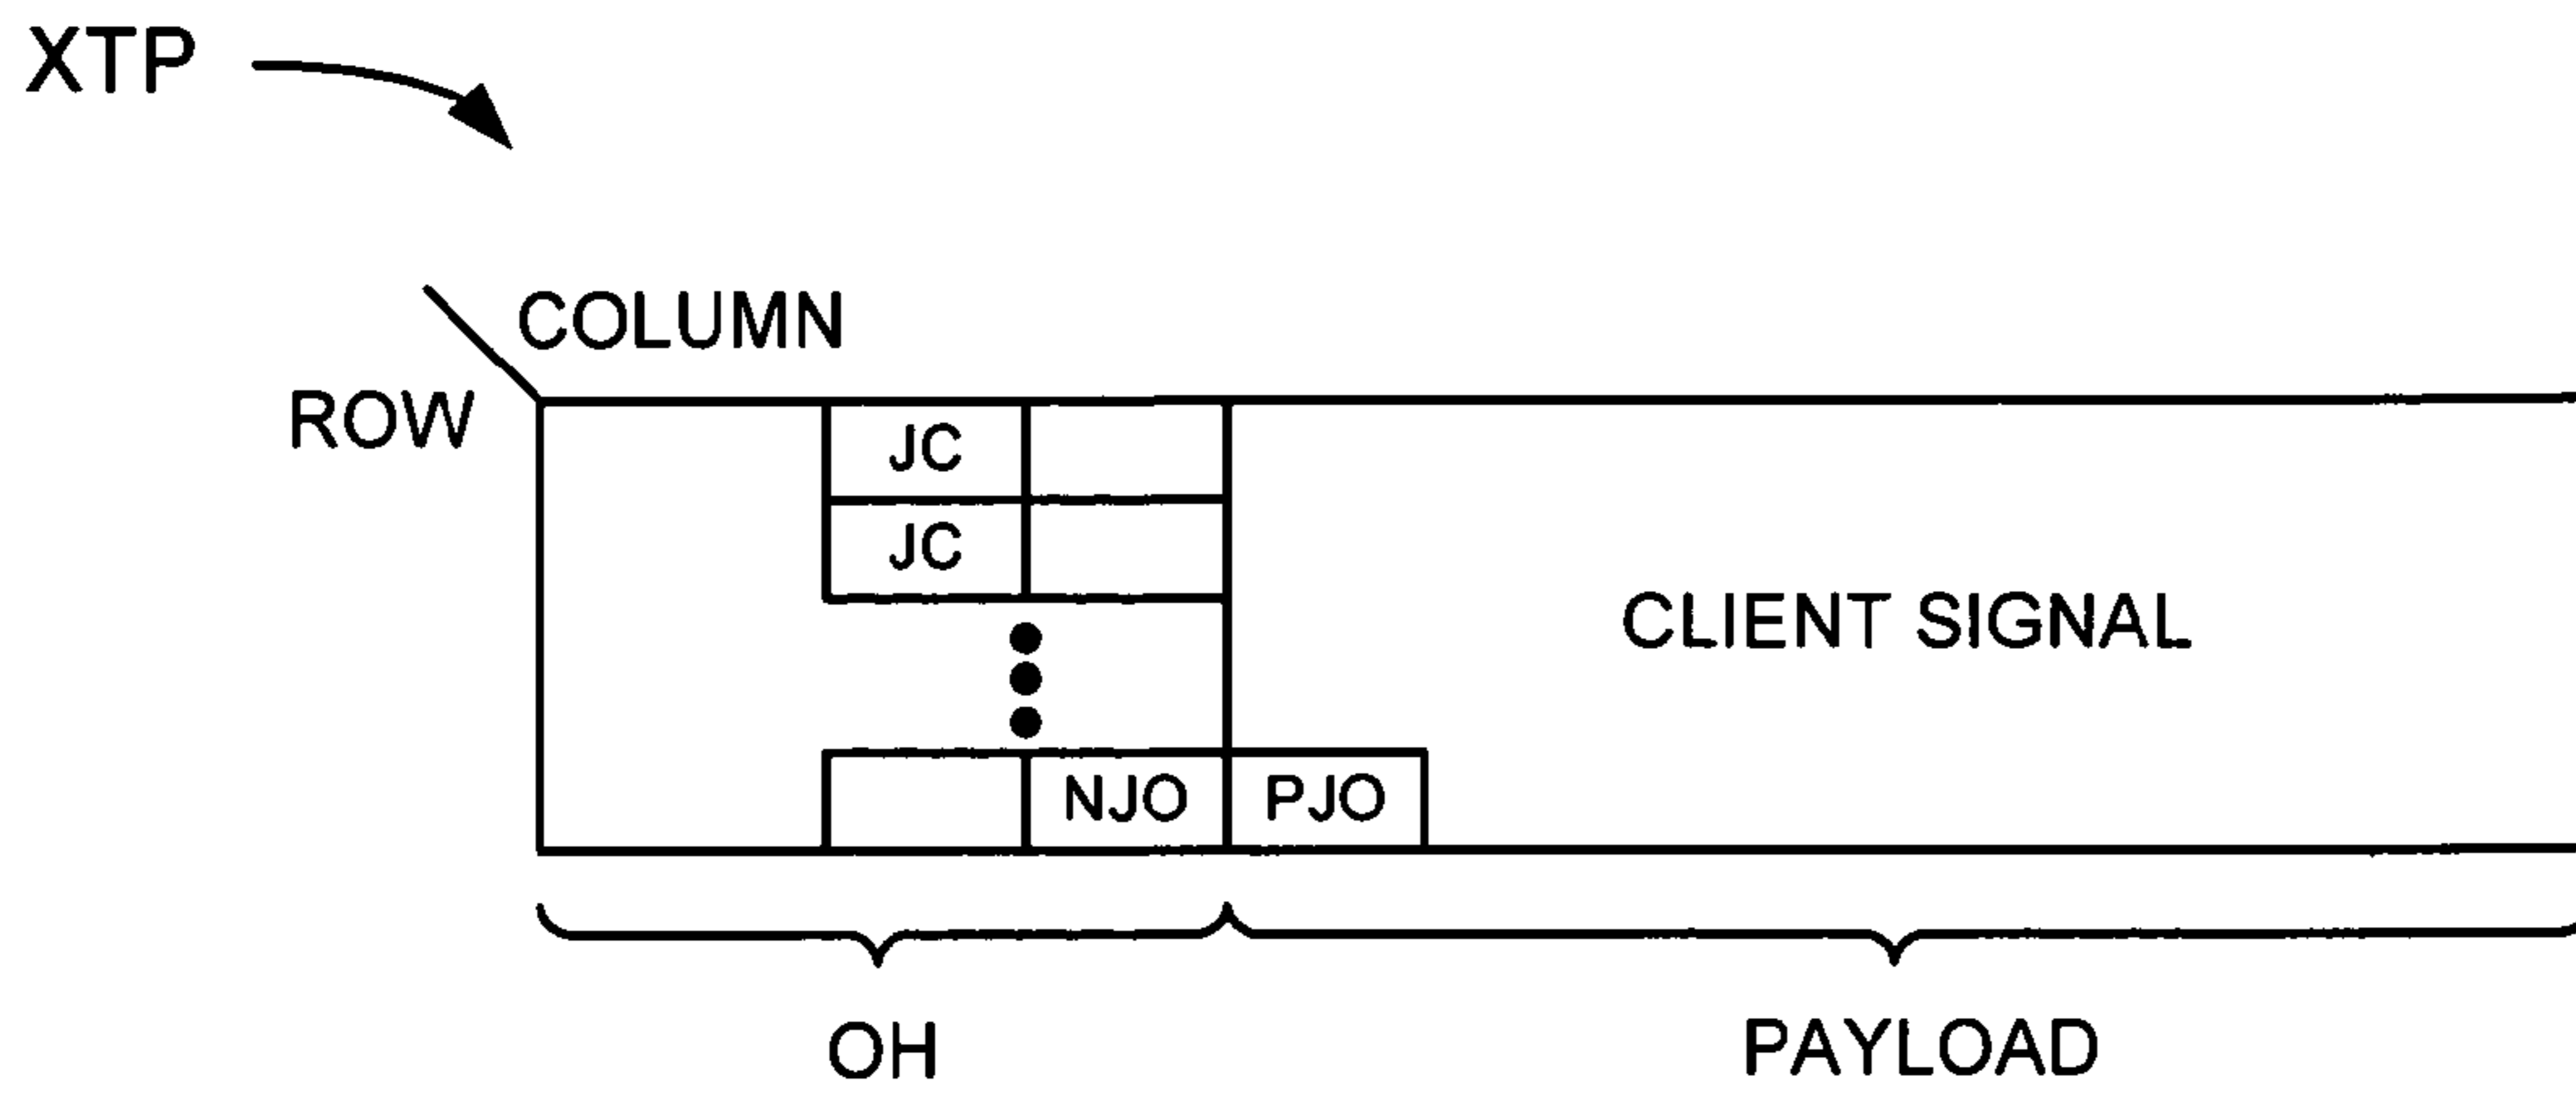 XTP
COLUMN
ROW
JC
JC
CLIENT SIGNAL
NJO PJO
OH PAYLOAD